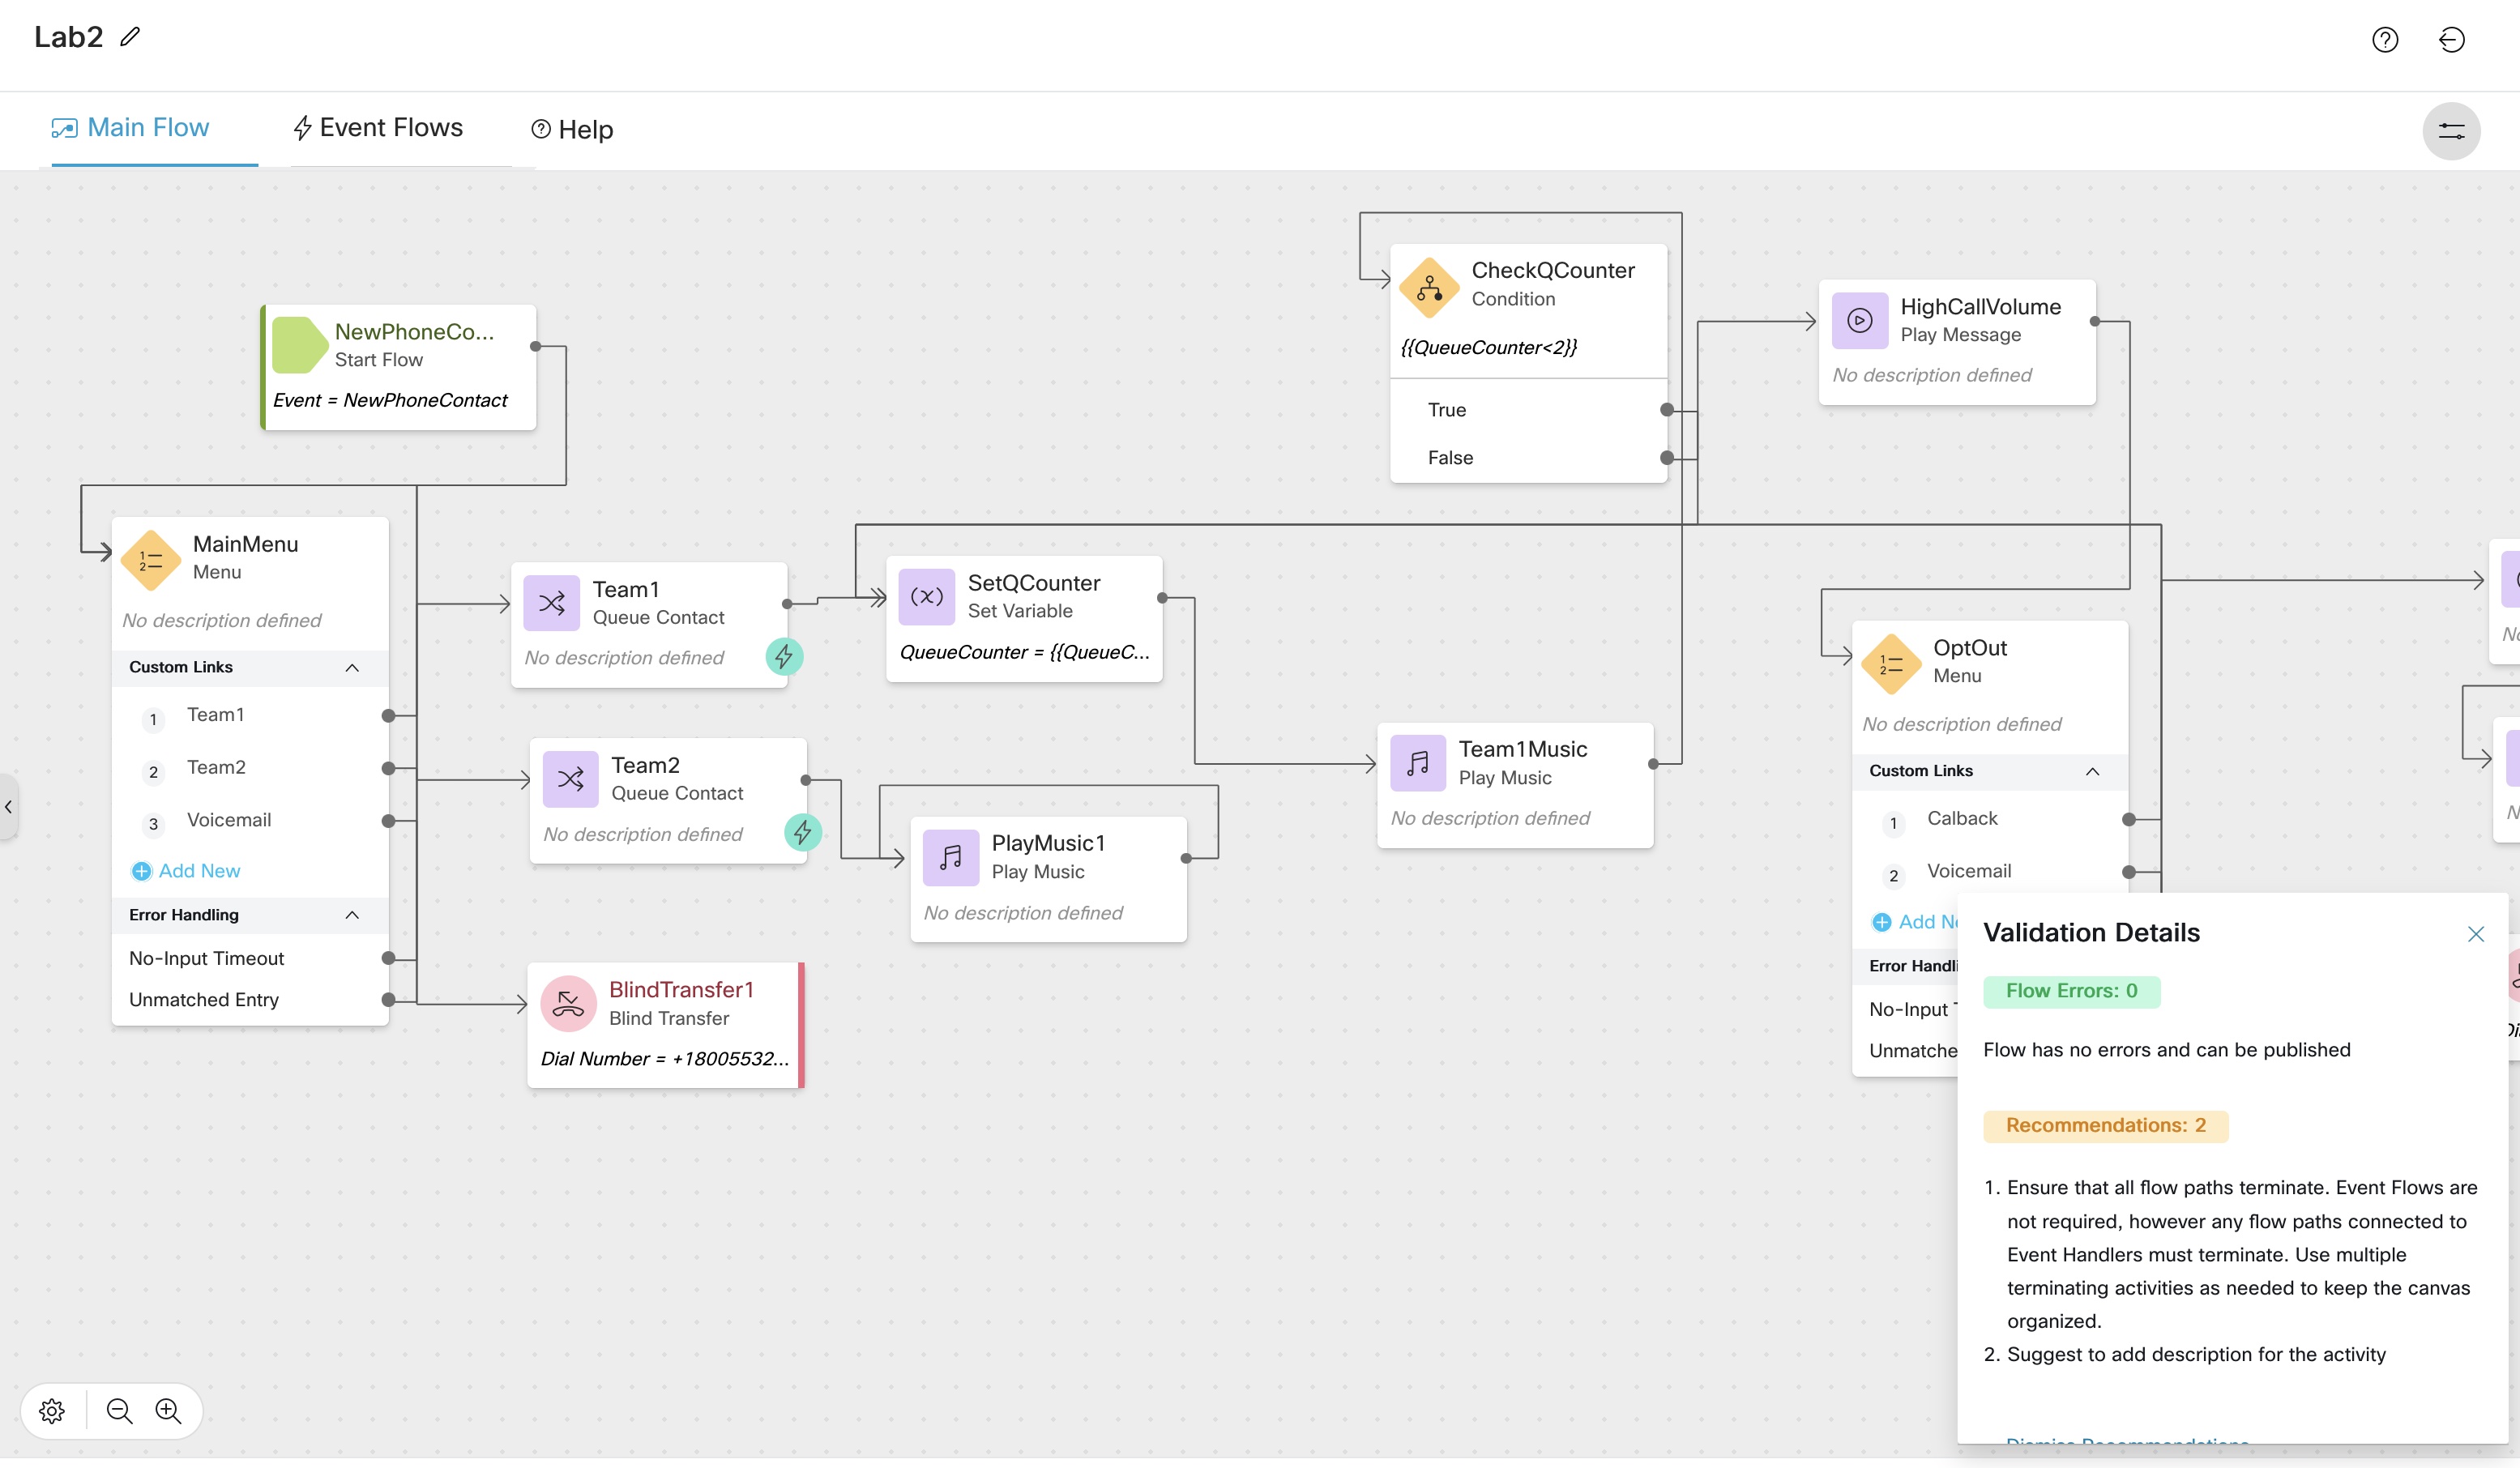 Lab2
Main Flow
Event Flows
Help
NewPhoneCo...
Start Flow
Event = NewPhoneContact
CheckQCounter
Condition
{{QueueCounter<2}}
True
False
HighCallVolume
Play Message
No description defined
MainMenu
Menu
No description defined
Custom Links
1 Team1
2 Team2
3 Voicemail
Add New
Error Handling
No-Input Timeout
Unmatched Entry
Team1
Queue Contact
No description defined
SetQCounter
Set Variable
QueueCounter = {{QueueC...
Team2
Queue Contact
No description defined
PlayMusic1
Play Music
No description defined
Team1Music
Play Music
No description defined
BlindTransfer1
Blind Transfer
Dial Number = +18005532...
OptOut
Menu
No description defined
Custom Links
1 Calback
2 Voicemail
Add
Error
No-Input
Validation Details
Flow Errors: 0
Flow has no errors and can be published
Recommendations: 2
1. Ensure that all flow paths terminate. Event Flows are
not required, however any flow paths connected to
Event Handlers must terminate. Use multiple
terminating activities as needed to keep the canvas
organized.
2. Suggest to add description for the activity
Dismiss Recommendations